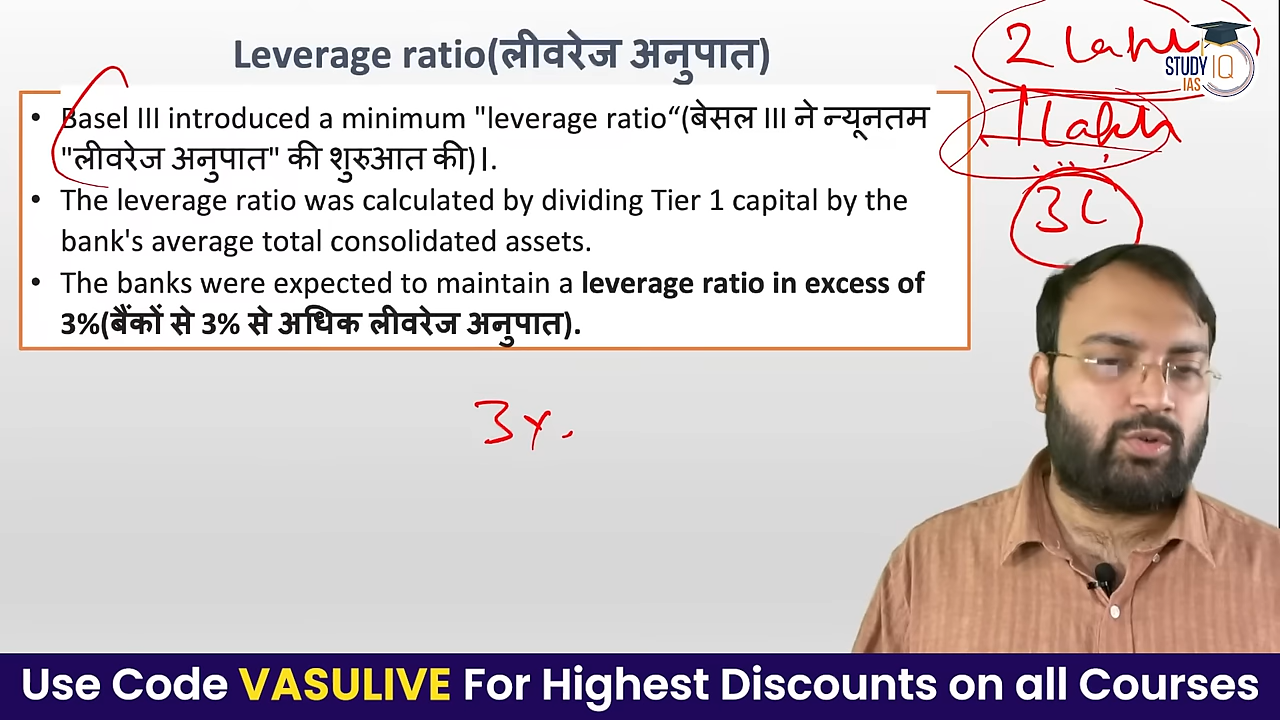 Leverage ratio(लीवरेज अनुपात)
2 Lakh
STUDY IQ
IAS
• Basel III introduced a minimum "leverage ratio“(बेसल III ने न्यूनतम
"लीवरेज अनुपात" की शुरुआत की)।.
1 Lakh
• The leverage ratio was calculated by dividing Tier 1 capital by the
bank's average total consolidated assets.
3L
• The banks were expected to maintain a leverage ratio in excess of
3%(बैंकों से 3% से अधिक लीवरेज अनुपात).
3%
Use Code VASULIVE For Highest Discounts on all Courses